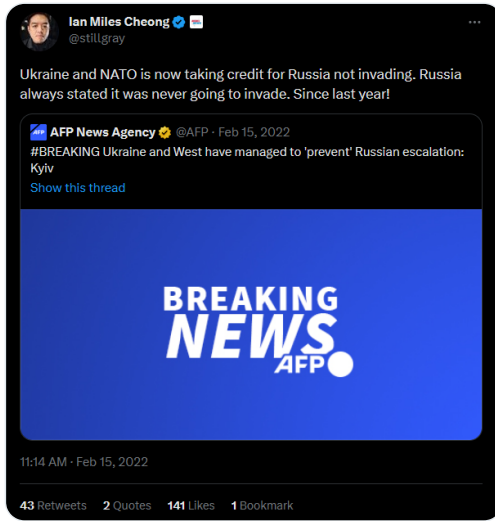 Ian Miles Cheong
@stillgray
Ukraine and NATO is now taking credit for Russia not invading. Russia
always stated it was never going to invade. Since last year!
AFP AFP News Agency @AFP · Feb 15, 2022
#BREAKING Ukraine and West have managed to 'prevent' Russian escalation:
Kyiv
Show this thread
BREAKING
NEWS
AFP
11:14 AM · Feb 15, 2022
43 Retweets 2 Quotes 141 Likes 1 Bookmark